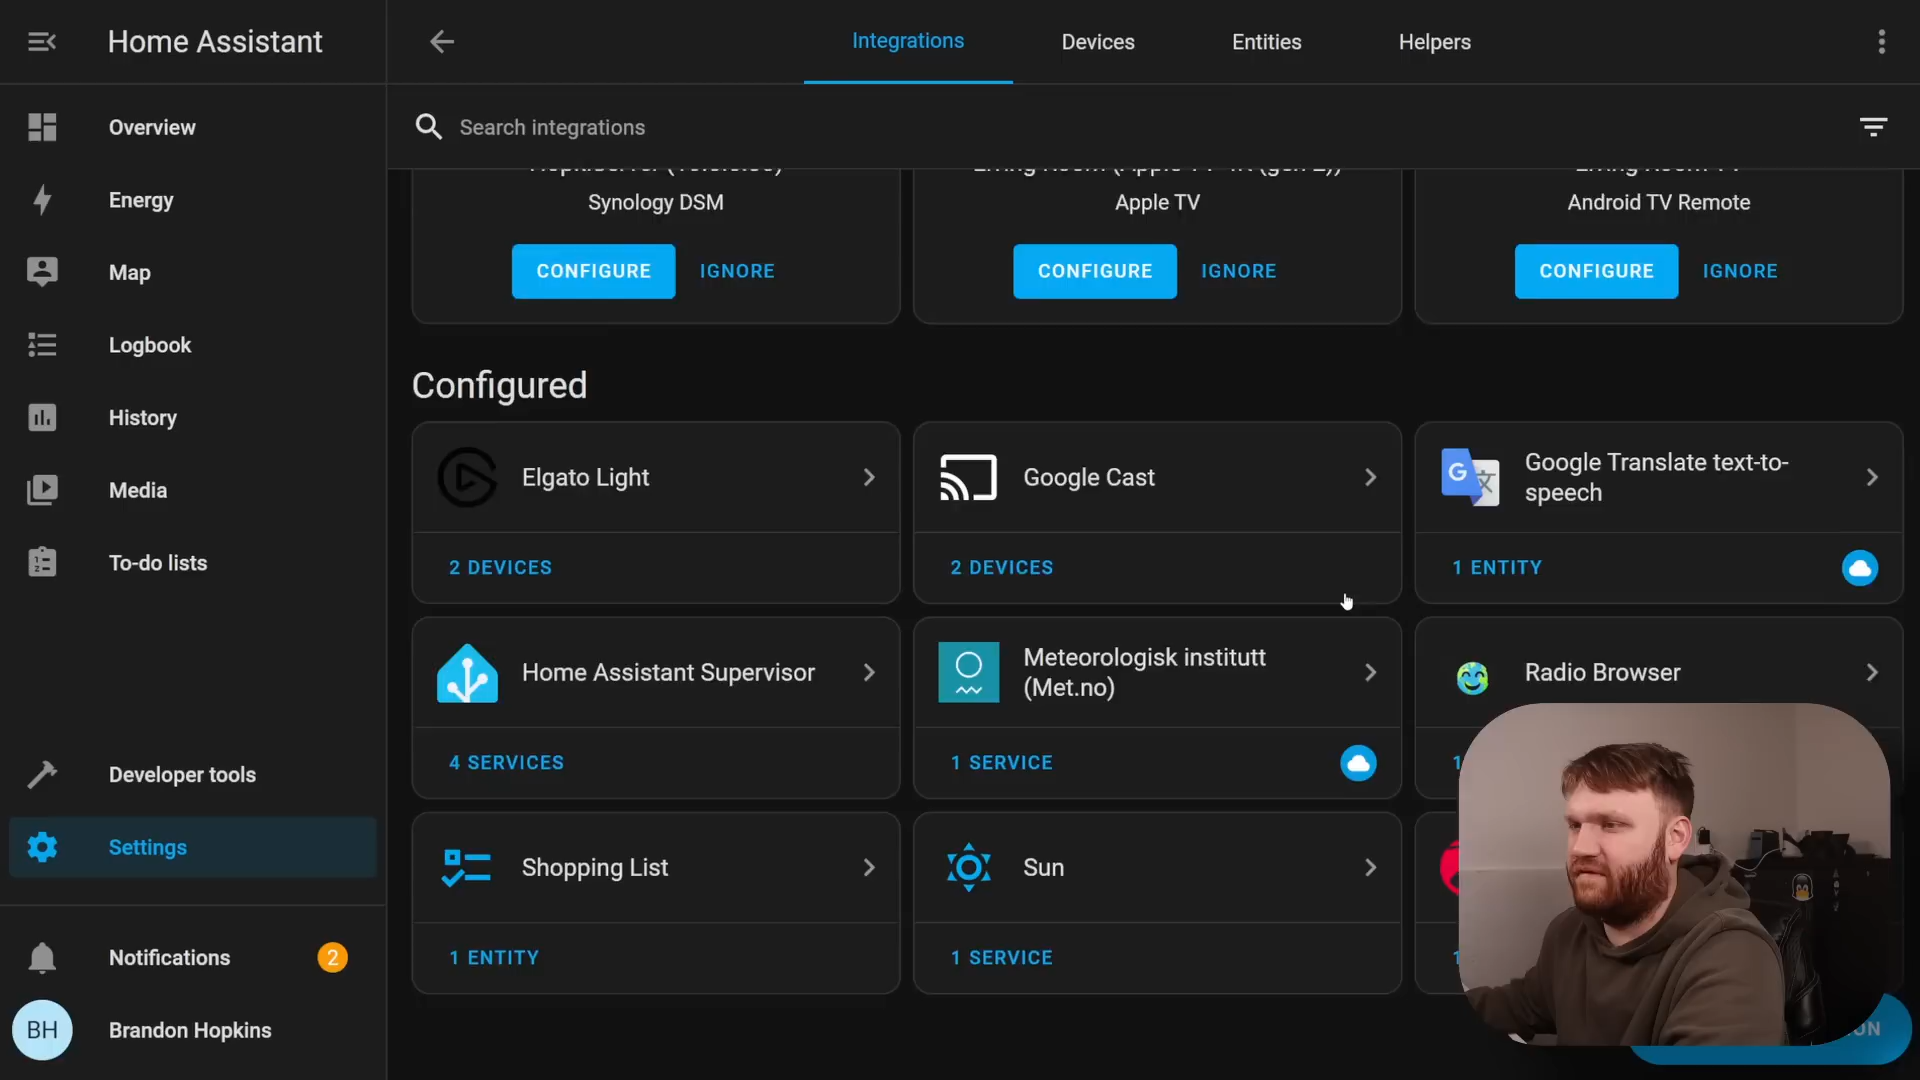 Home Assistant
Integrations
Devices
Entities
Helpers
Overview
Energy
Map
Logbook
History
Media
To-do lists
Developer tools
Settings
Notifications
2
BH
Brandon Hopkins
Search integrations
Synology DSM
CONFIGURE
IGNORE
Apple TV
CONFIGURE
IGNORE
Android TV Remote
CONFIGURE
IGNORE
Configured
Elgato Light
2 DEVICES
Google Cast
2 DEVICES
Google Translate text-to-
speech
1 ENTITY
Home Assistant Supervisor
4 SERVICES
Meteorologisk institutt
(Met.no)
1 SERVICE
Radio Browser
Shopping List
1 ENTITY
Sun
1 SERVICE